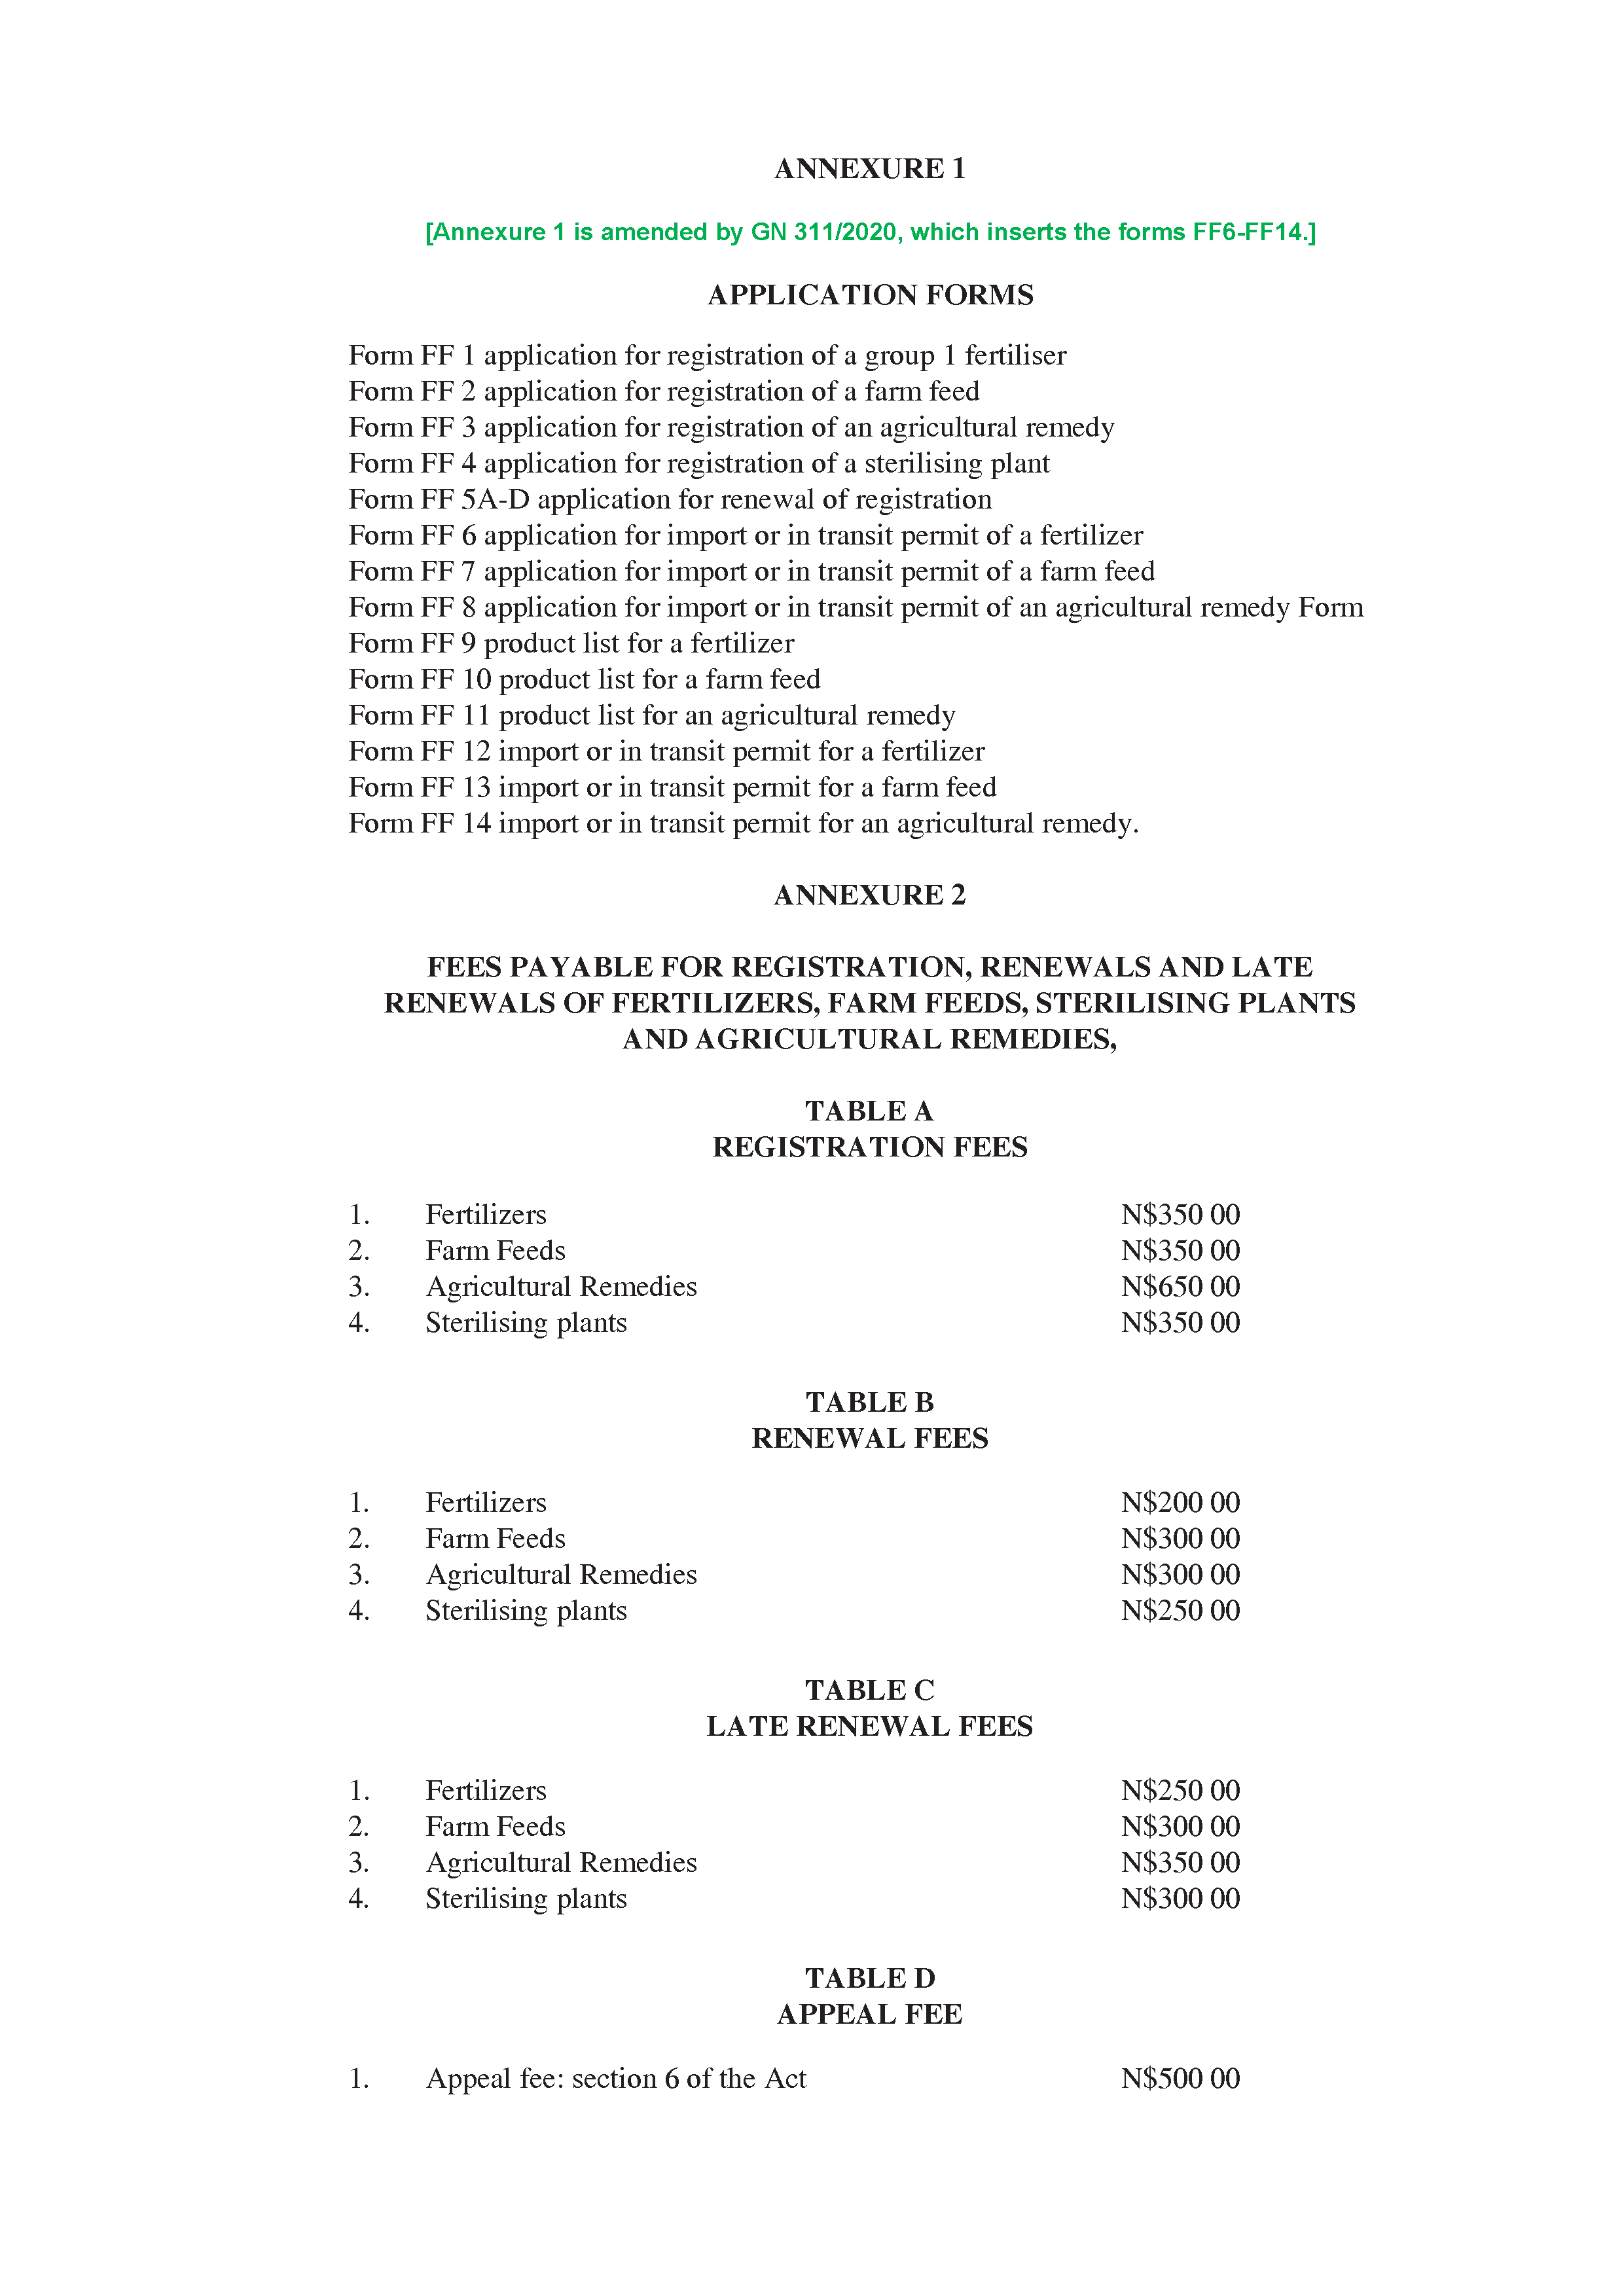 ANNEXURE 1
[Annexure 1 is amended by GN 311/2020, which inserts the forms FF6-FF14.]
APPLICATION FORMS
Form FF 1 application for registration of a group 1 fertiliser
Form FF 2 application for registration of a farm feed
Form FF 3 application for registration of an agricultural remedy
Form FF 4 application for registration of a sterilising plant
Form FF 5A-D application for renewal of registration
Form FF 6 application for import or in transit permit of a fertilizer
Form FF 7 application for import or in transit permit of a farm feed
Form FF 8 application for import or in transit permit of an agricultural remedy Form
Form FF 9 product list for a fertilizer
Form FF 10 product list for a farm feed
Form FF 11 product list for an agricultural remedy
Form FF 12 import or in transit permit for a fertilizer
Form FF 13 import or in transit permit for a farm feed
Form FF 14 import or in transit permit for an agricultural remedy.
ANNEXURE 2
FEES PAYABLE FOR REGISTRATION, RENEWALS AND LATE
RENEWALS OF FERTILIZERS, FARM FEEDS, STERILISING PLANTS
AND AGRICULTURAL REMEDIES,
TABLE A
REGISTRATION FEES
1. Fertilizers N$350 00
2. Farm Feeds N$350 00
3. Agricultural Remedies N$650 00
4. Sterilising plants N$350 00
TABLE B
RENEWAL FEES
1. Fertilizers N$200 00
2. Farm Feeds N$300 00
3. Agricultural Remedies N$300 00
4. Sterilising plants N$250 00
TABLE C
LATE RENEWAL FEES
1. Fertilizers N$250 00
2. Farm Feeds N$300 00
3. Agricultural Remedies N$350 00
4. Sterilising plants N$300 00
TABLE D
APPEAL FEE
1. Appeal fee: section 6 of the Act N$500 00